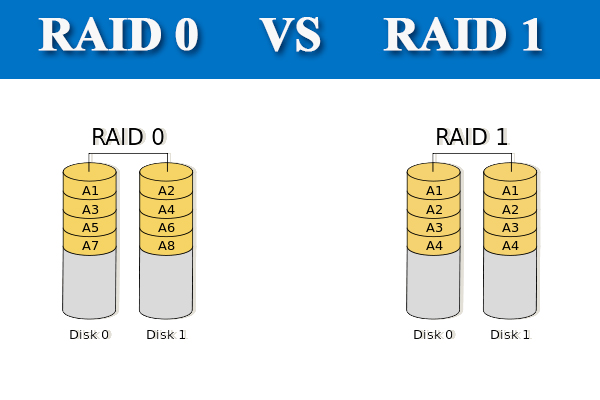 RAID 0 VS RAID 1
RAID 0 RAID 1
A1 A2 A1 A1
A3 A4 A2 A2
A5 A6 A3 A3
A7 A8 A4 A4
Disk 0 Disk 1 Disk 0 Disk 1